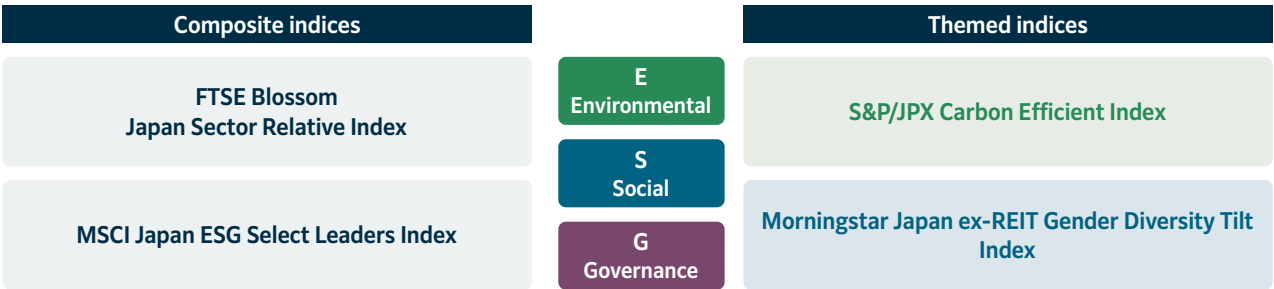 Composite indices
FTSE Blossom
Japan Sector Relative Index
MSCI Japan ESG Select Leaders Index
E
Environmental
S
Social
G
Governance
Themed indices
S&P/JPX Carbon Efficient Index
Morningstar Japan ex-REIT Gender Diversity Tilt
Index